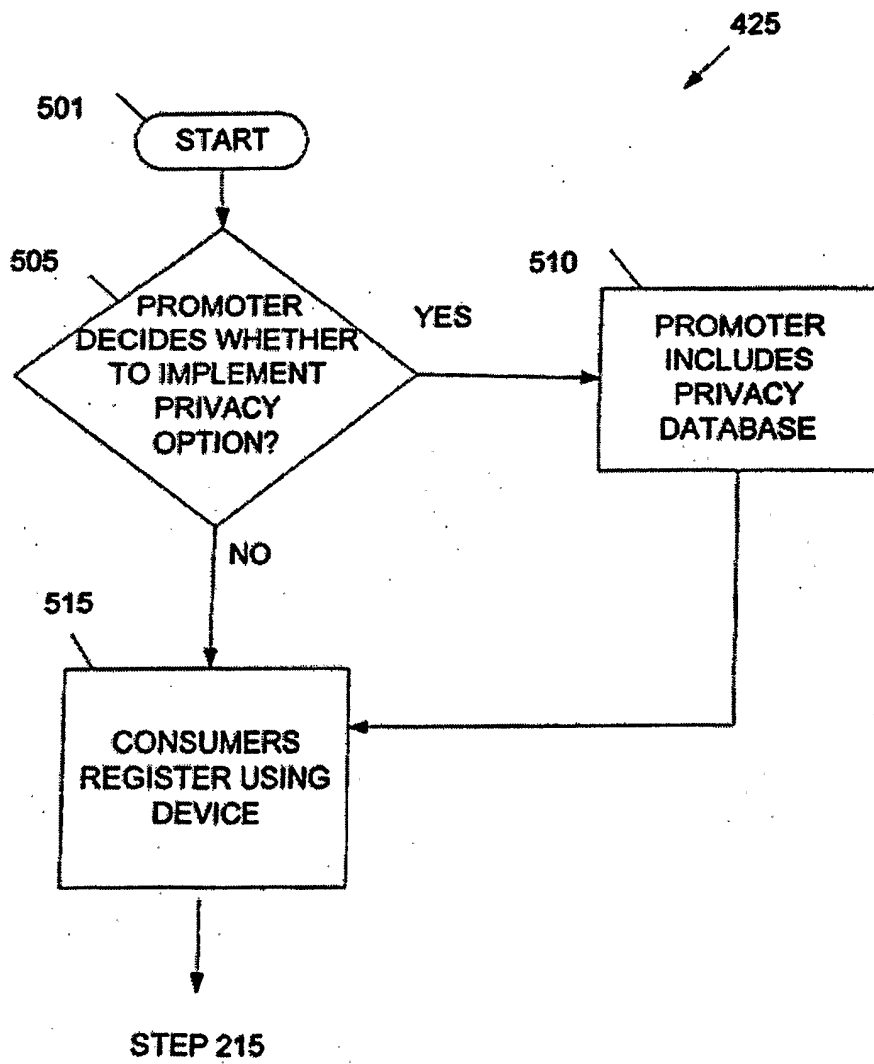 425
501
START
505
PROMOTER
DECIDES WHETHER
TO IMPLEMENT
PRIVACY
OPTION?
YES
510
PROMOTER
INCLUDES
PRIVACY
DATABASE
NO
515
CONSUMERS
REGISTER USING
DEVICE
STEP 215